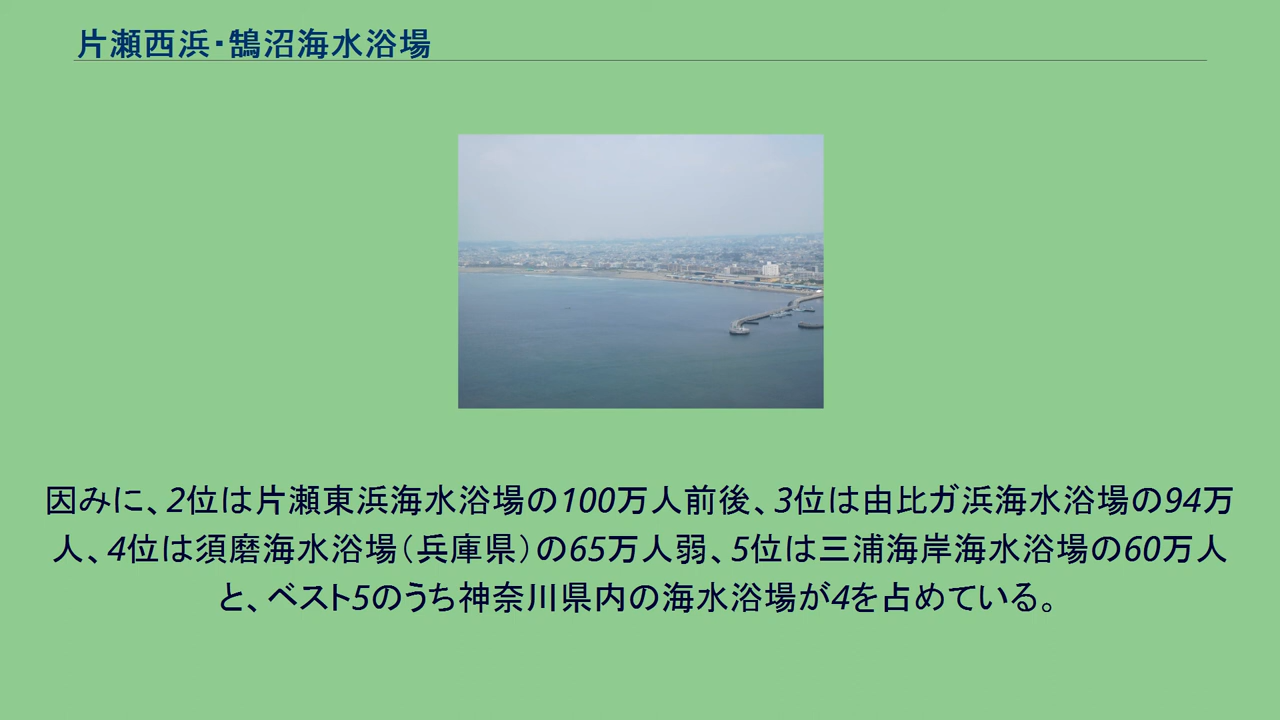 片瀬西浜・鵠沼海水浴場
因みに、2位は片瀬東浜海水浴場の100万人前後、3位は由比ガ浜海水浴場の94万
人、4位は須磨海水浴場（兵庫県）の65万人弱、5位は三浦海岸海水浴場の60万人
と、ベスト5のうち神奈川県内の海水浴場が4を占めている。